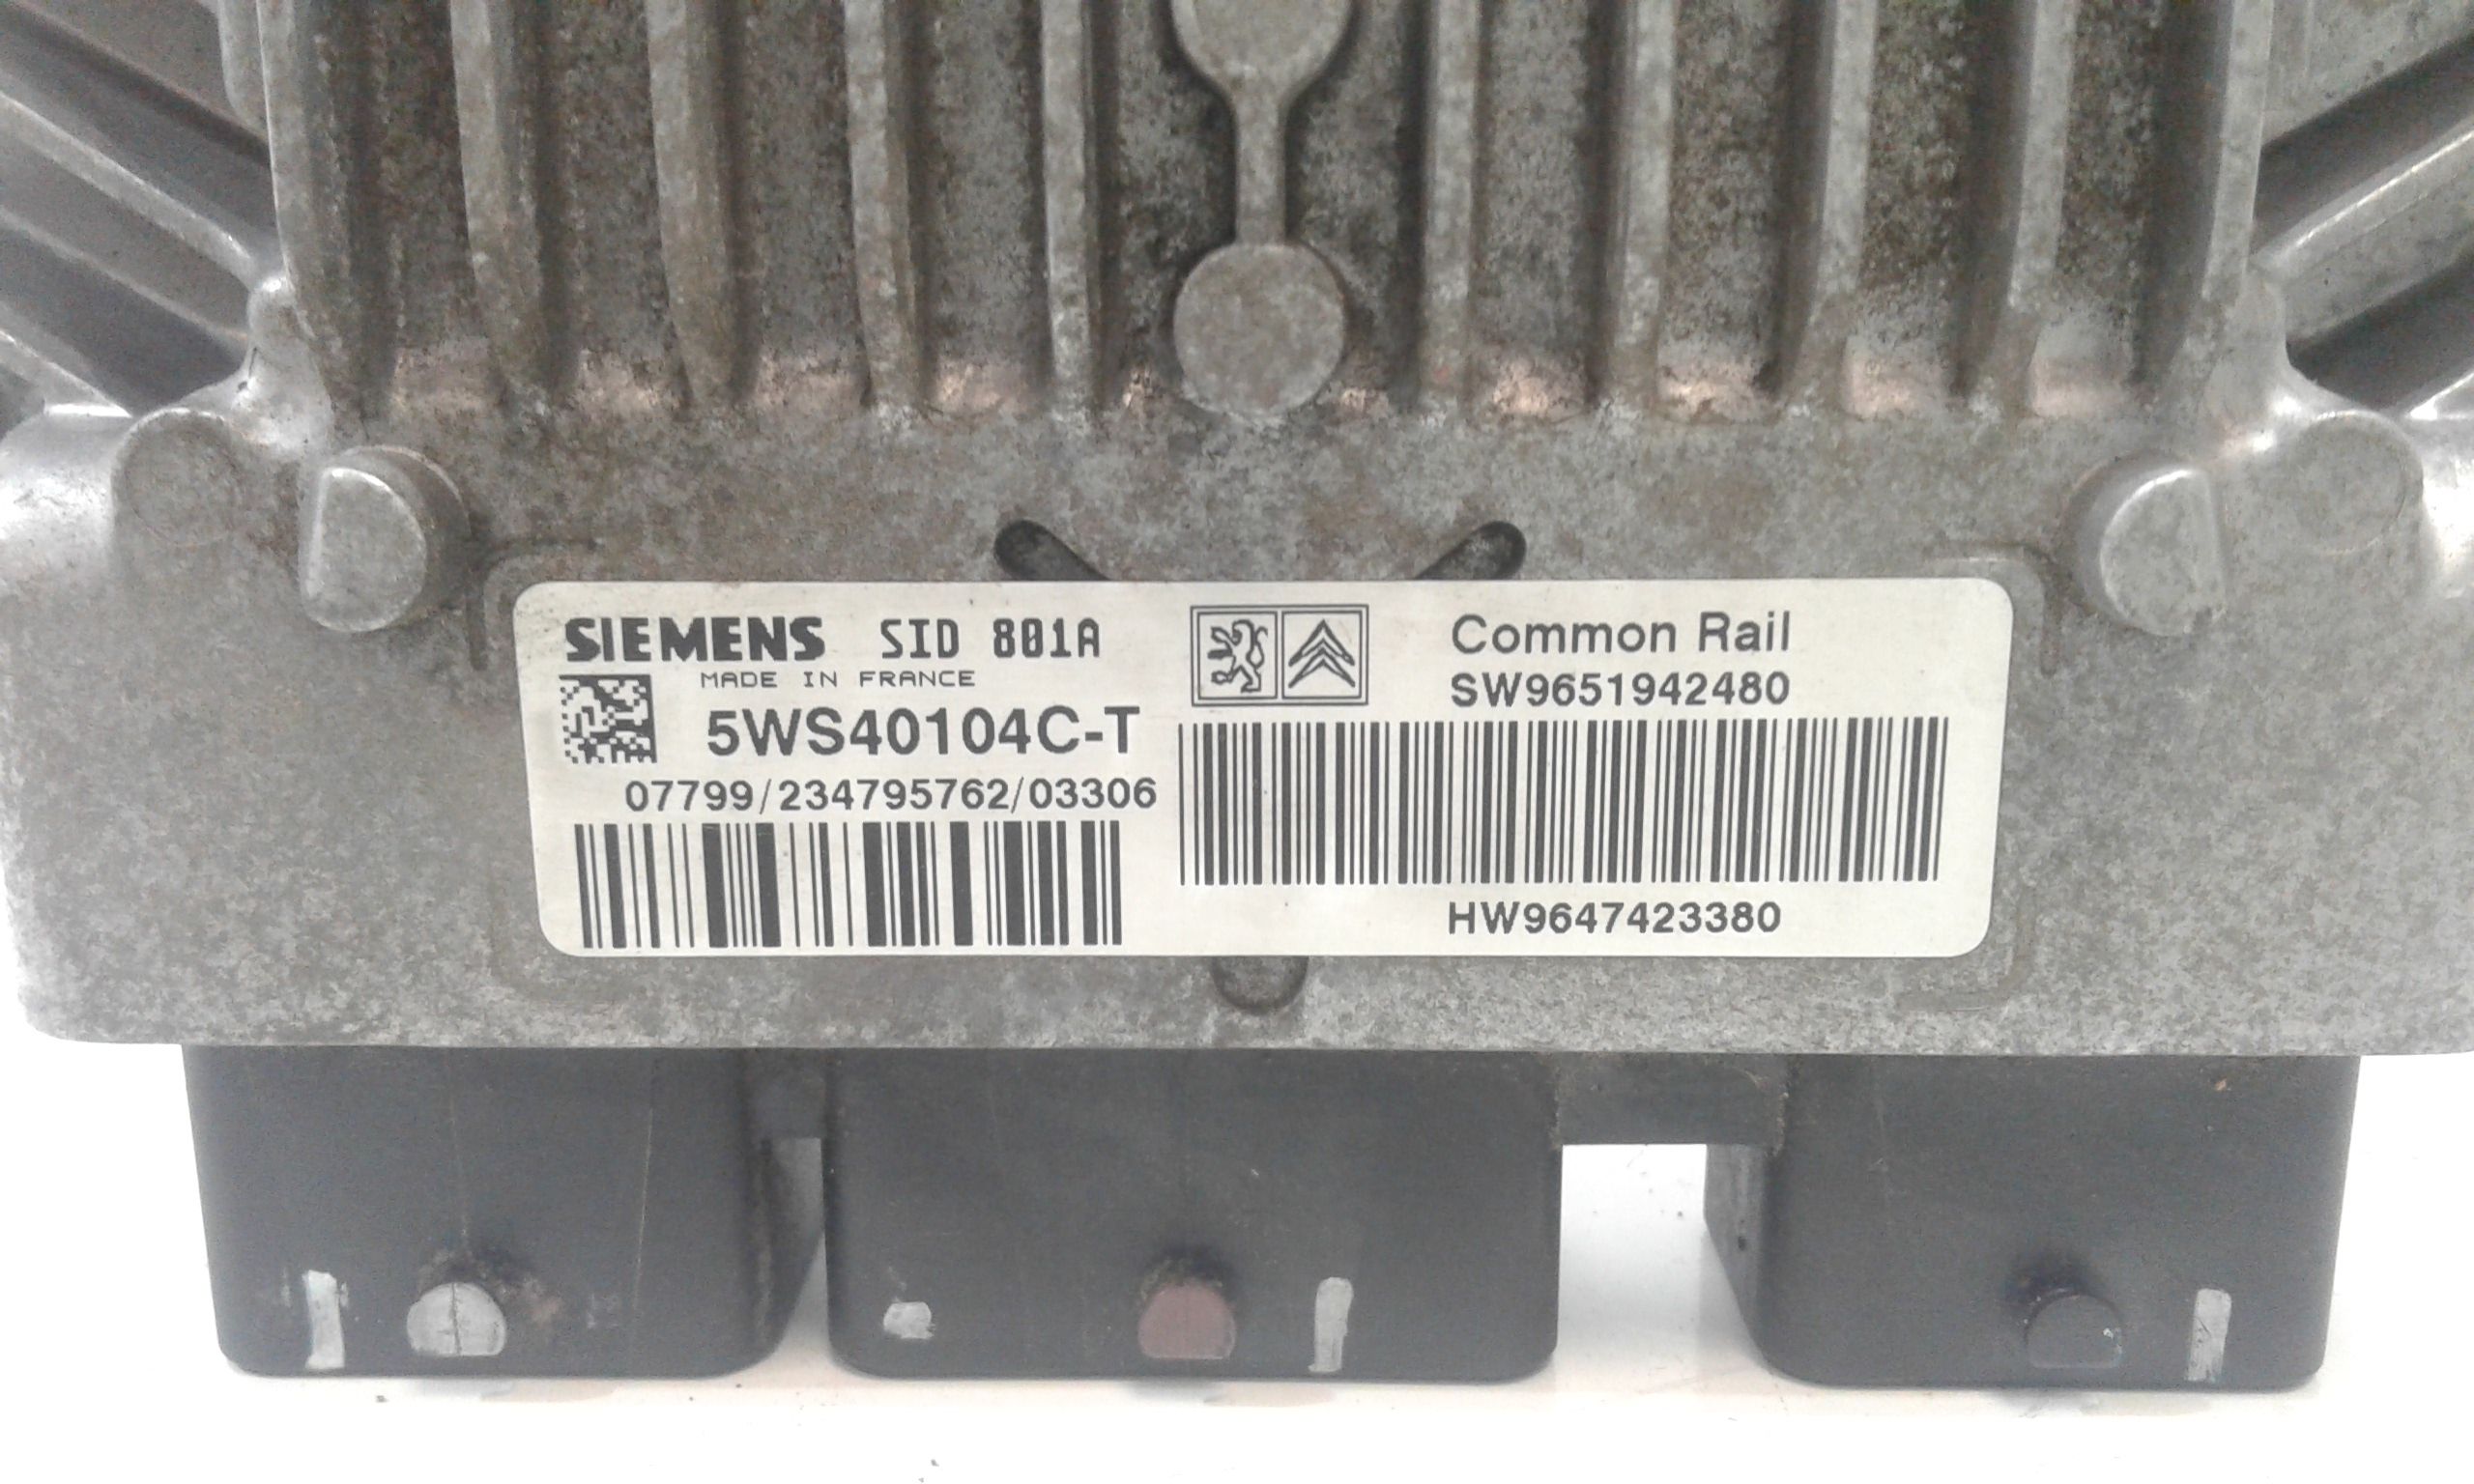 SIEMENS SID 801A
MADE IN FRANCE
5WS40104C-T
07799/234795762/03306
Common Rail
SW9651942480
HW9647423380